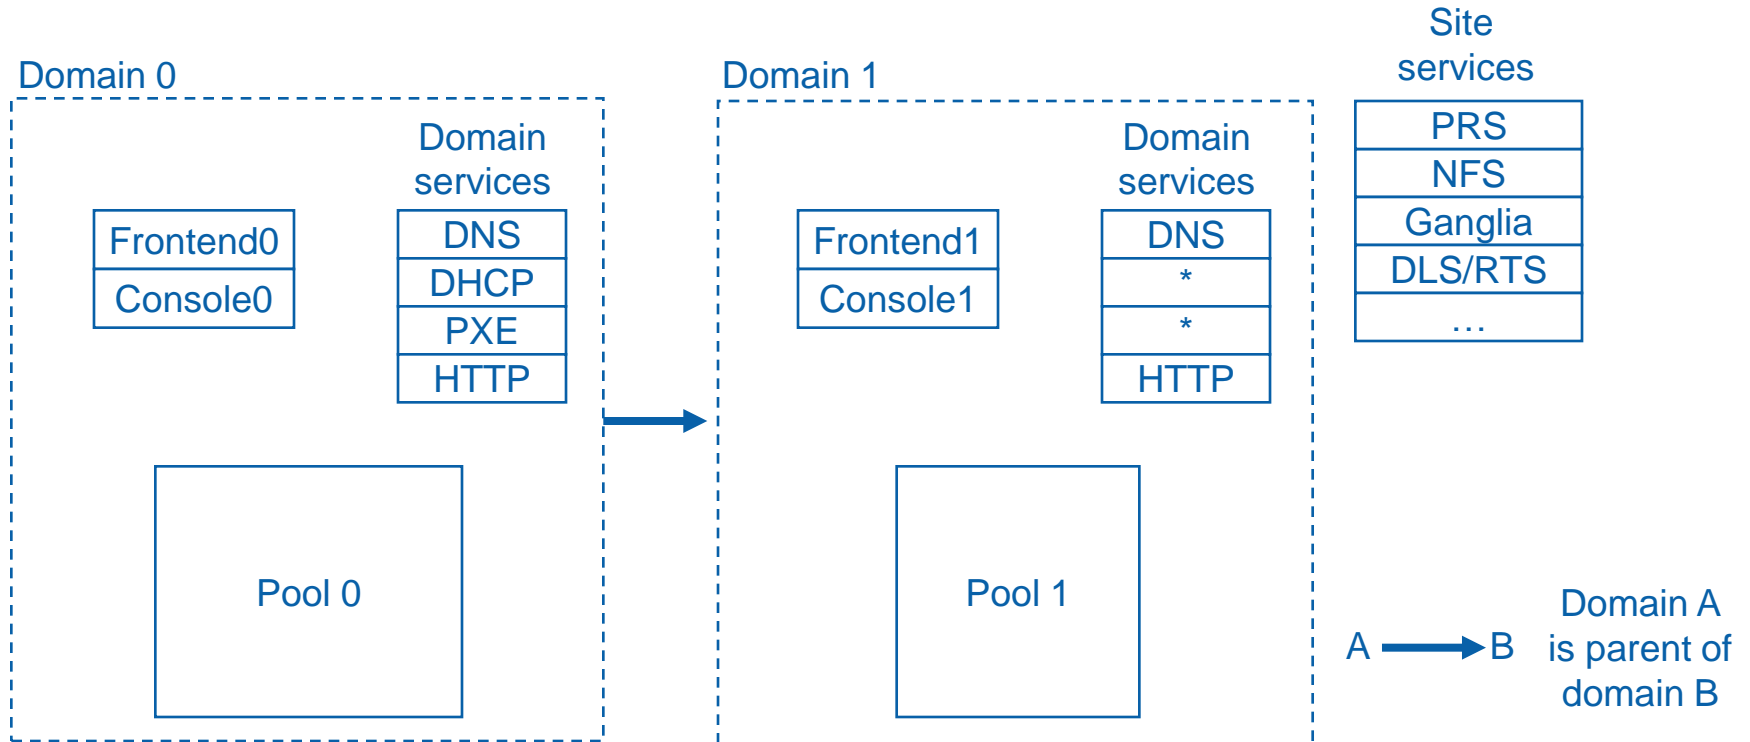 Domain 0
Domain
services
Frontend0
Console0
DNS
DHCP
PXE
HTTP
Pool 0
Domain 1
Domain
services
Frontend1
Console1
DNS
*
*
HTTP
Pool 1
Site
services
PRS
NFS
Ganglia
DLS/RTS
…
A B
Domain A
is parent of
domain B